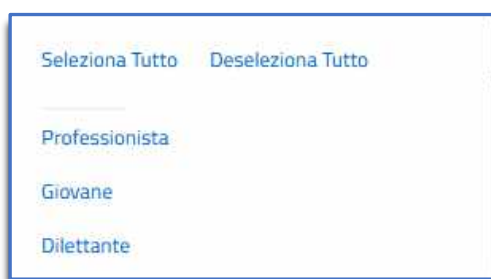 Seleziona Tutto Deseleziona Tutto
Professionista
Giovane
Dilettante